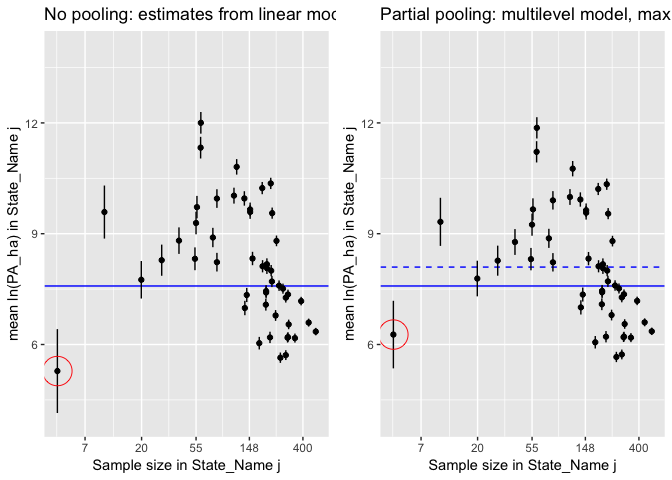 No pooling: estimates from linear mod
Partial pooling: multilevel model, max
mean ln(PA_ha) in State_Name j
12
9
6
7
20
55
148
400
Sample size in State_Name j
mean ln(PA_ha) in State_Name j
12
9
6
7
20
55
148
400
Sample size in State_Name j